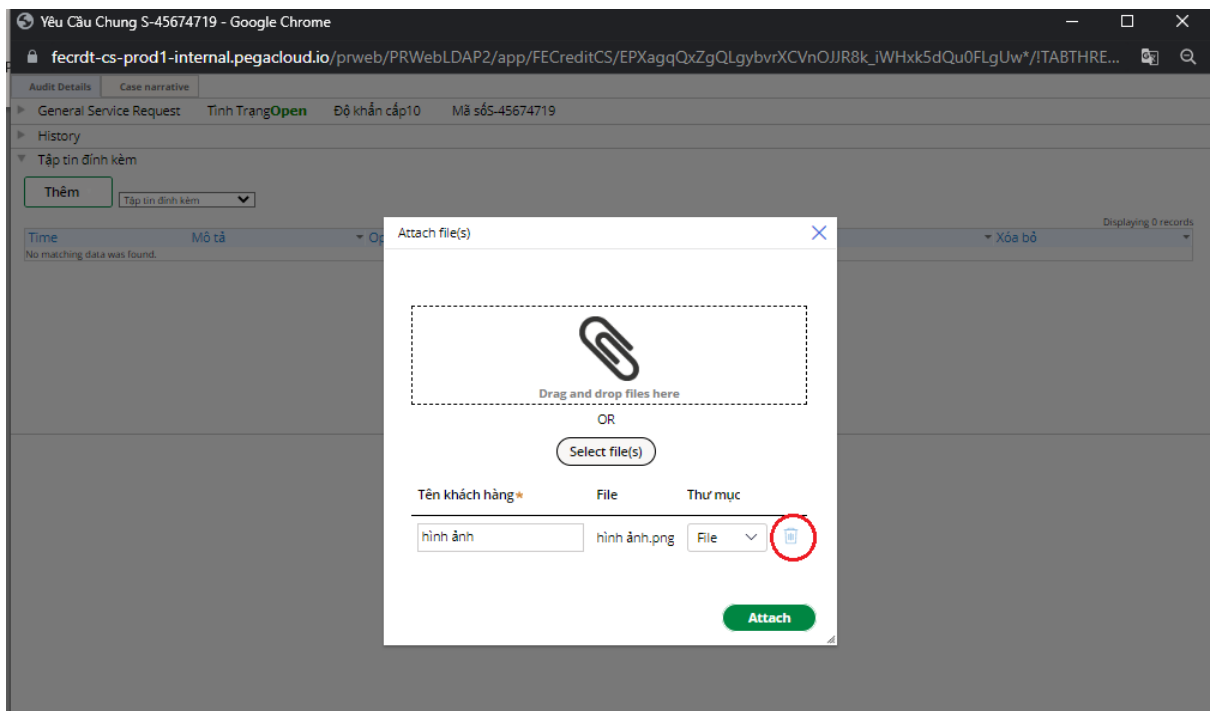 Yêu Cầu Chung S-45674719 - Google Chrome
fecrdt-cs-prod1-internal.pegacloud.io/prweb/PRWebLDAP2/app/FECreditCS/EPXagqQxZgQLgybvrXCVnOJJR8k_iWHxk5dQu0FLgUw*/!TABTHRE...
Audit Details Case narrative
General Service Request Tình TrạngOpen Độ khẩn cấp10 Mã sốS-45674719
History
Tập tin đính kèm
Thêm Tập tin đính kèm
Displaying 0 records
Time Mô tả Op Xóa bỏ
No matching data was found.
Attach file(s)
Drag and drop files here
OR
Select file(s)
Tên khách hàng* File Thư mục
hình ảnh hình ảnh.png File
Attach